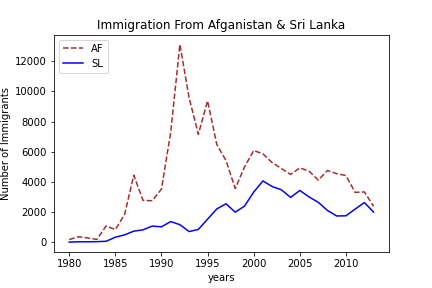 Immigration From Afganistan & Sri Lanka
AF
SL
Number of Immigrants
12000
10000
8000
6000
4000
2000
0
1980 1985 1990 1995 2000 2005 2010
years